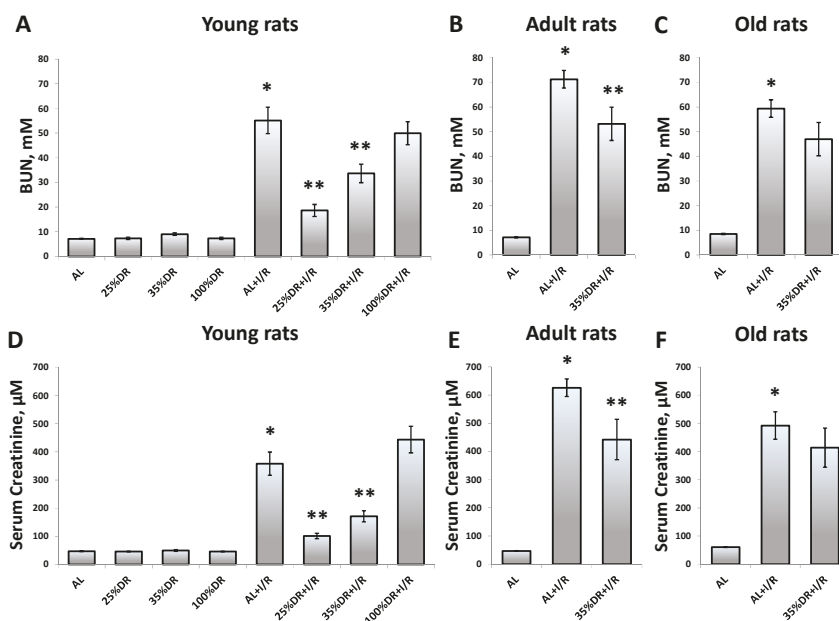 A
Young rats
BUN, mM
80
70
60
50
40
30
20
10
0
*
**
**
AL
25%DR
35%DR
100%DR
AL+I/R
25%DR+I/R
35%DR+I/R
100%DR+I/R
B
Adult rats
BUN, mM
80
70
60
50
40
30
20
10
0
*
**
AL
AL+I/R
35%DR+I/R
C
Old rats
BUN, mM
80
70
60
50
40
30
20
10
0
*
AL
AL+I/R
35%DR+I/R
D
Young rats
Serum Creatinine, µM
700
600
500
400
300
200
100
0
*
**
**
AL
25%DR
35%DR
100%DR
AL+I/R
25%DR+I/R
35%DR+I/R
100%DR+I/R
E
Adult rats
Serum Creatinine, µM
700
600
500
400
300
200
100
0
*
**
AL
AL+I/R
35%DR+I/R
F
Old rats
Serum Creatinine, µM
700
600
500
400
300
200
100
0
*
AL
AL+I/R
35%DR+I/R